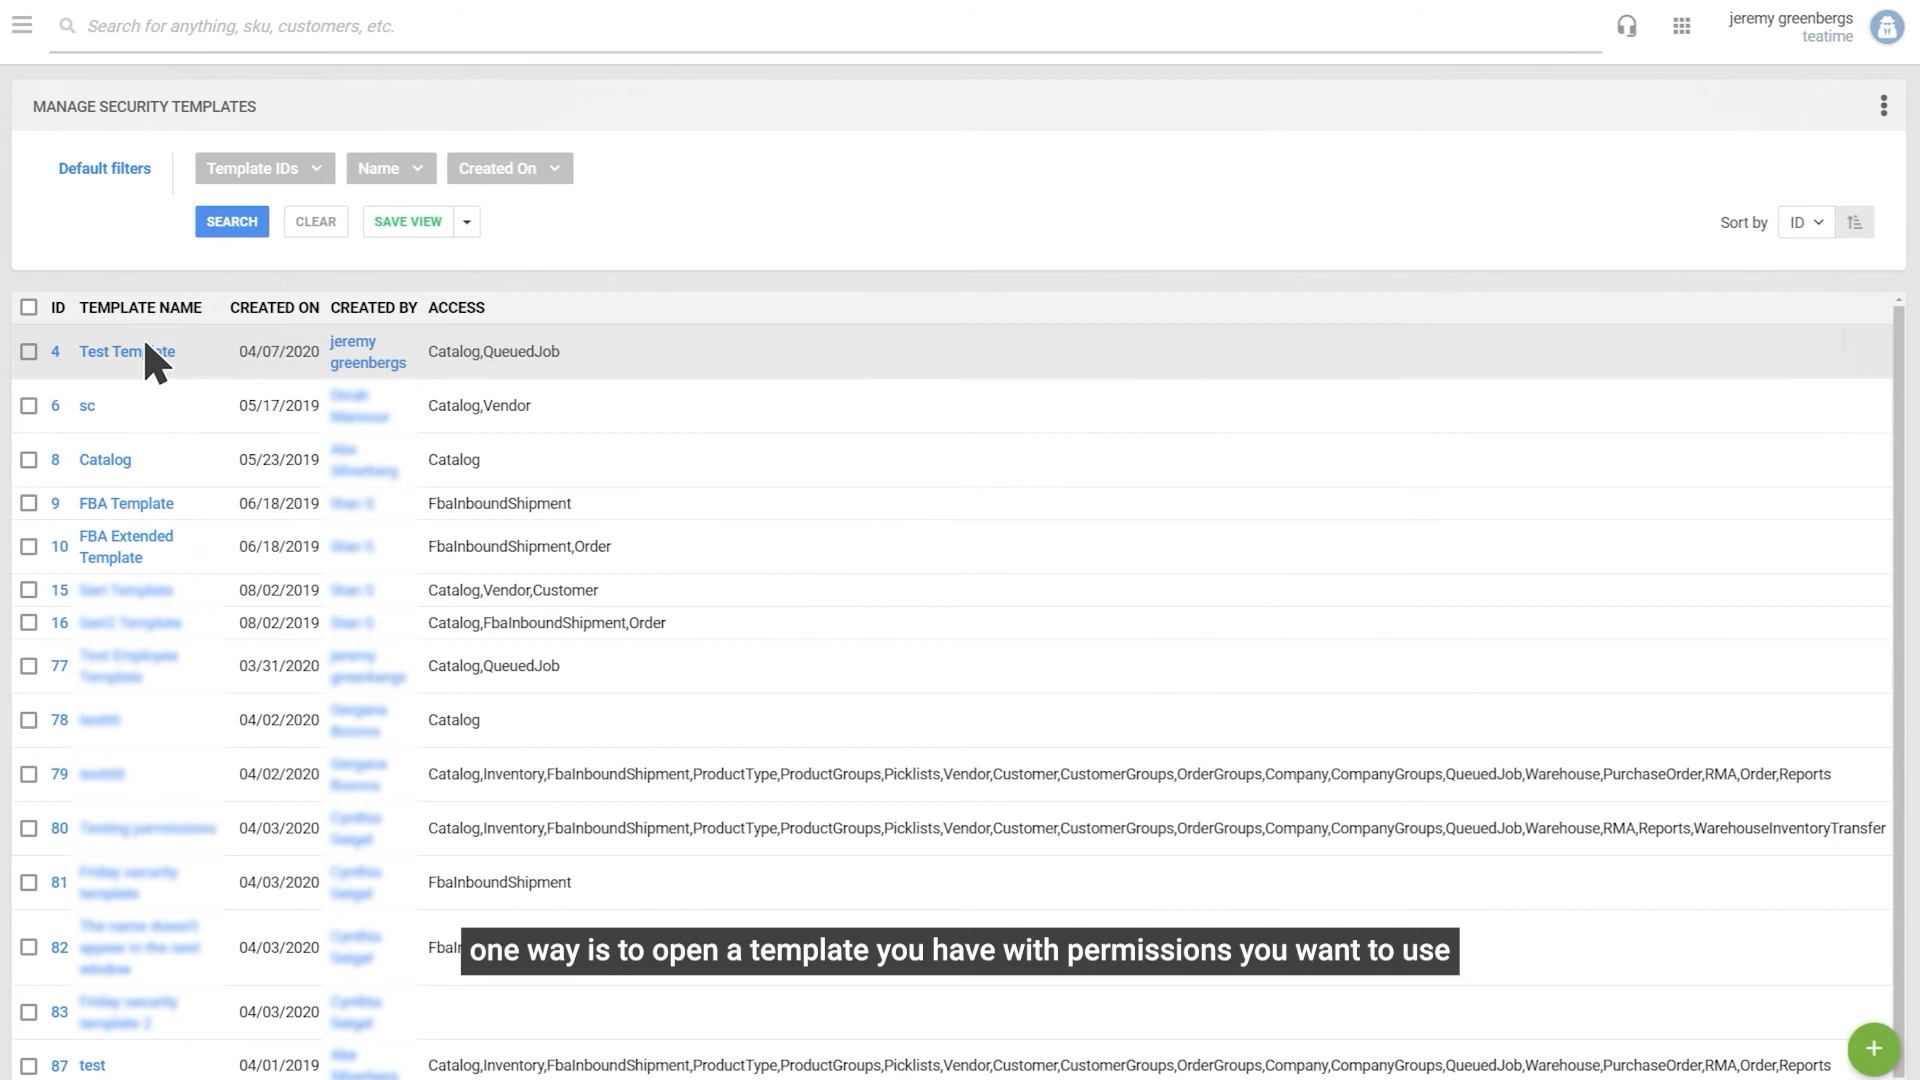 Search for anything, sku, customers, etc.
jeremy greenbergs
teatime
MANAGE SECURITY TEMPLATES
Default filters
Template IDs
Name
Created On
SEARCH
CLEAR
SAVE VIEW
Sort by
ID
ID TEMPLATE NAME CREATED ON CREATED BY ACCESS
4 Test Template 04/07/2020 jeremy greenbergs Catalog,QueuedJob
6 sc 05/17/2019 Catalog,Vendor
8 Catalog 05/23/2019 Catalog
9 FBA Template 06/18/2019 FbaInboundShipment
10 FBA Extended Template 06/18/2019 FbaInboundShipment,Order
15 08/02/2019 Catalog,Vendor,Customer
16 08/02/2019 Catalog,FbaInboundShipment,Order
77 03/31/2020 Catalog,QueuedJob
78 04/02/2020 Catalog
79 04/02/2020 Catalog,Inventory,FbaInboundShipment,ProductType,ProductGroups,Picklists,Vendor,Customer,CustomerGroups,OrderGroups,Company,CompanyGroups,QueuedJob,Warehouse,PurchaseOrder,RMA,Order,Reports
80 04/03/2020 Catalog,Inventory,FbaInboundShipment,ProductType,ProductGroups,Picklists,Vendor,Customer,CustomerGroups,OrderGroups,Company,CompanyGroups,QueuedJob,Warehouse,RMA,Reports,WarehouseInventoryTransfer
81 04/03/2020 FbaInboundShipment
82 04/03/2020
one way is to open a template you have with permissions you want to use
83 04/03/2020
87 test 04/01/2019 Catalog,Inventory,FbaInboundShipment,ProductType,ProductGroups,Picklists,Vendor,Customer,CustomerGroups,OrderGroups,Company,CompanyGroups,QueuedJob,Warehouse,PurchaseOrder,RMA,Order,Reports